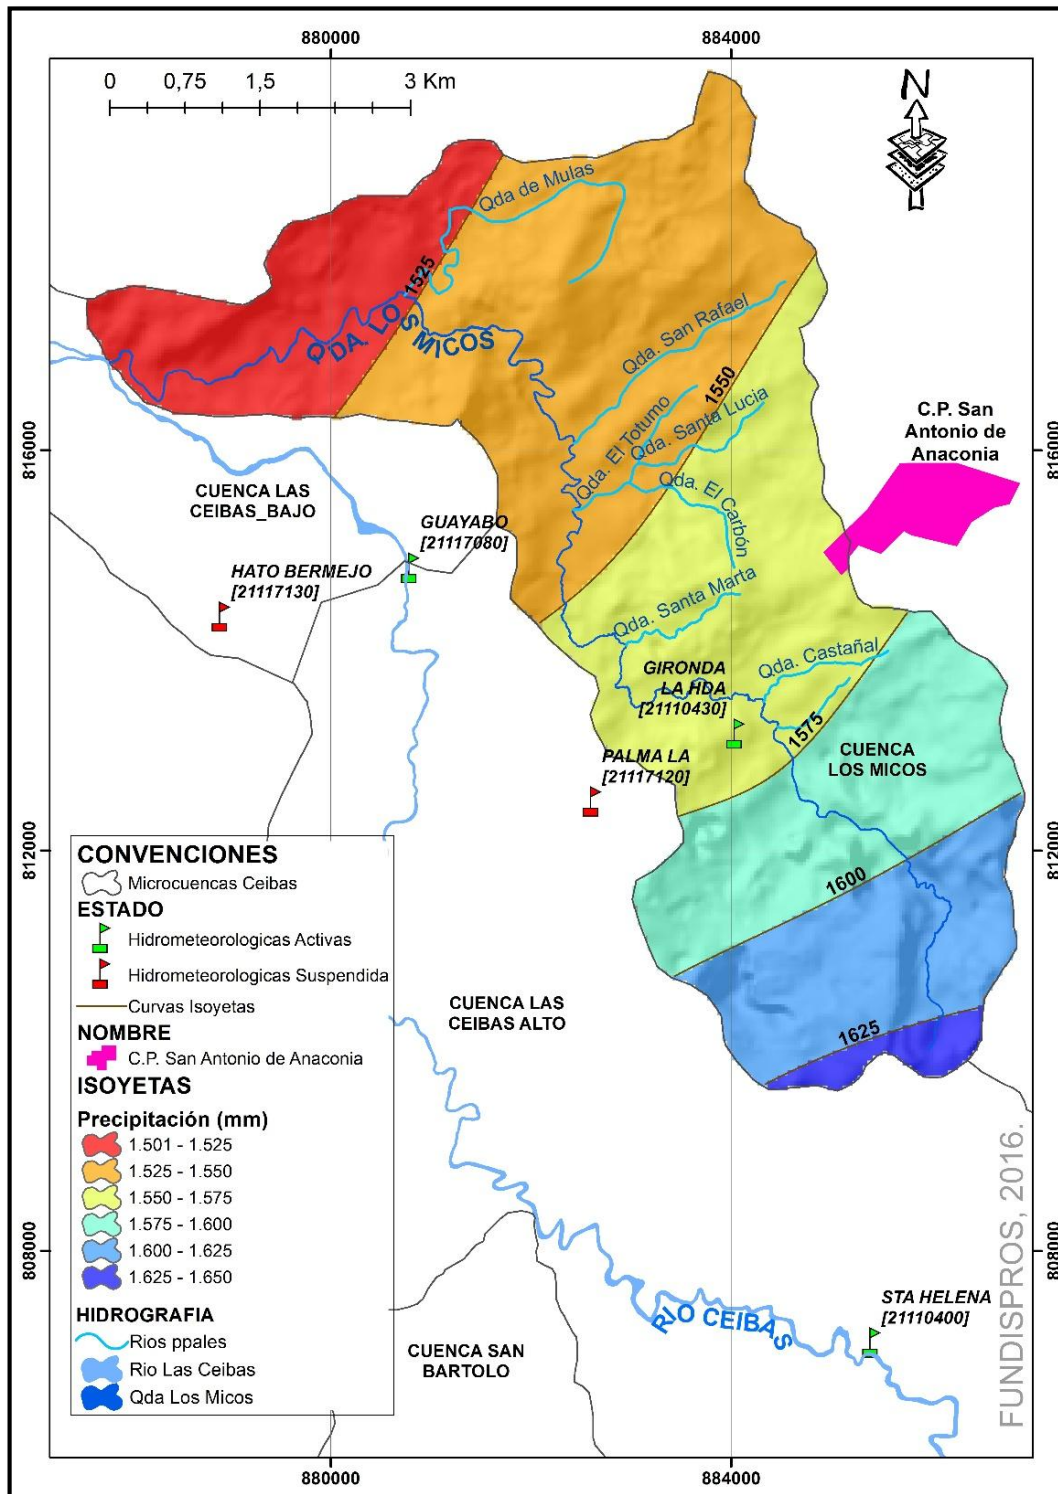 880000
884000
0
0,75
1,5
3 Km
N
Qda de Mulas
1525
QDA. LOS MICOS
Qda. San Rafael
1550
Qda. El Totumo
Qda. Santa Lucia
C.P. San
Antonio de
Anaconia
816000
816000
CUENCA LAS
CEIBAS_BAJO
Qda. El Carbón
GUAYABO
[21117080]
HATO BERMEJO
[21117130]
Qda. Santa Marta
Qda. Castañal
GIRONDA
LA HDA
[21110430]
1575
CUENCA
LOS MICOS
PALMA LA
[21117120]
812000
812000
1600
CONVENCIONES
Microcuencas Ceibas
ESTADO
Hidrometeorologicas Activas
Hidrometeorologicas Suspendida
Curvas Isoyetas
NOMBRE
C.P. San Antonio de Anaconia
ISOYETAS
Precipitación (mm)
1.501 - 1.525
1.525 - 1.550
1.550 - 1.575
1.575 - 1.600
1.600 - 1.625
1.625 - 1.650
HIDROGRAFIA
Rios ppales
Rio Las Ceibas
Qda Los Micos
CUENCA LAS
CEIBAS ALTO
1625
808000
808000
RIO CEIBAS
STA HELENA
[21110400]
CUENCA SAN
BARTOLO
FUNDISPROS, 2016.
880000
884000